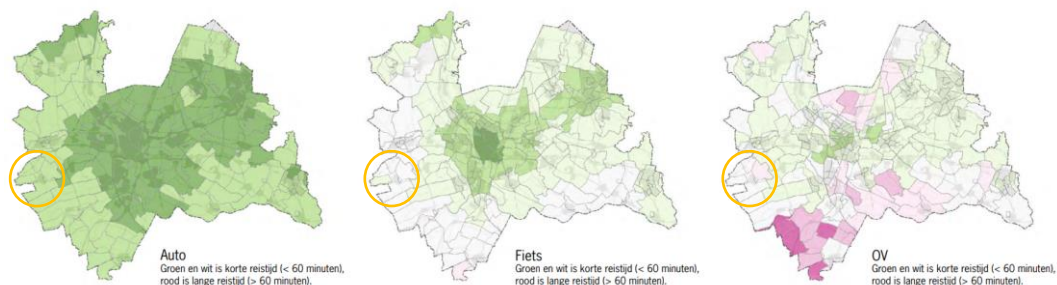 Auto
Groen en wit is korte reistijd (< 60 minuten),
rood is lange reistijd (> 60 minuten).
Fiets
Groen en wit is korte reistijd (< 60 minuten),
rood is lange reistijd (> 60 minuten).
OV
Groen en wit is korte reistijd (< 60 minuten),
rood is lange reistijd (> 60 minuten).